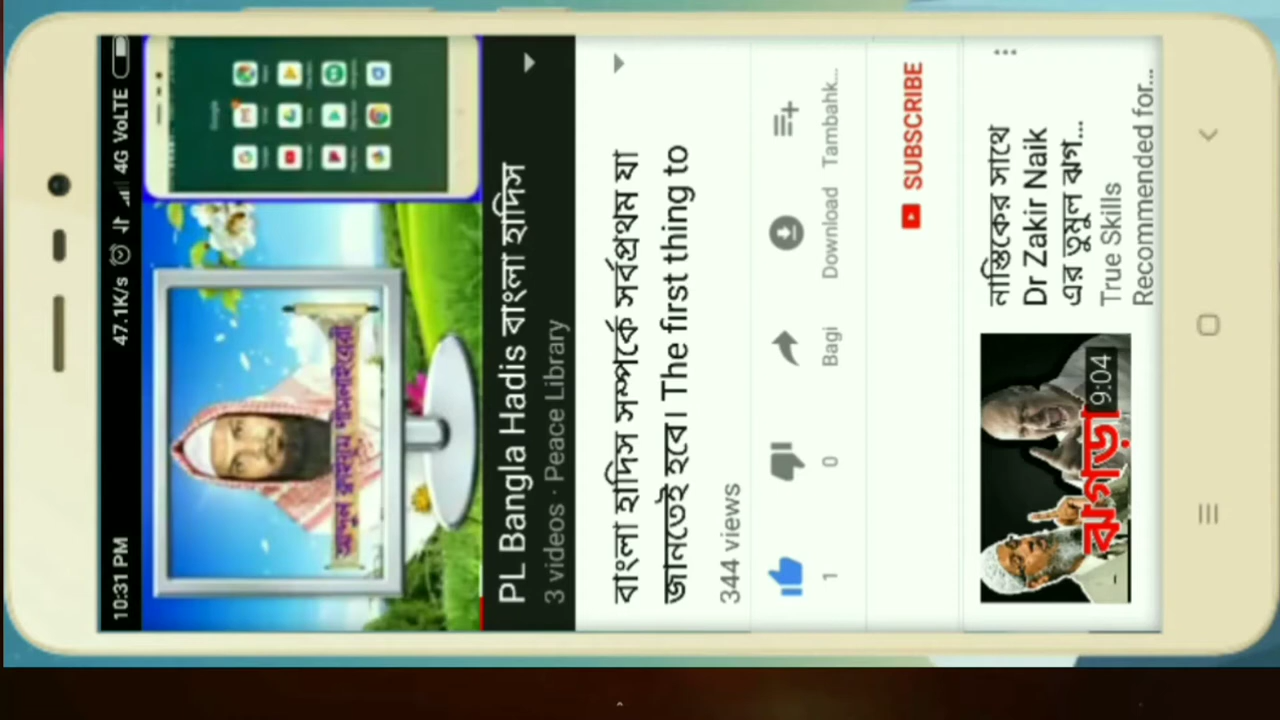 10:31 PM 47.1K/s 4G VoLTE
PL Bangla Hadis বাংলা হাদিস
3 videos · Peace Library
বাংলা হাদিস সম্পর্কে সর্বপ্রথম যা
জানতেই হবে। The first thing to
344 views
1 0 Bagi Download Tambahk...
SUBSCRIBE
ঝগড়া
9:04
নাস্তিকের সাথে
Dr Zakir Naik
এর তুমুল ঝগ...
True Skills
Recommended for...